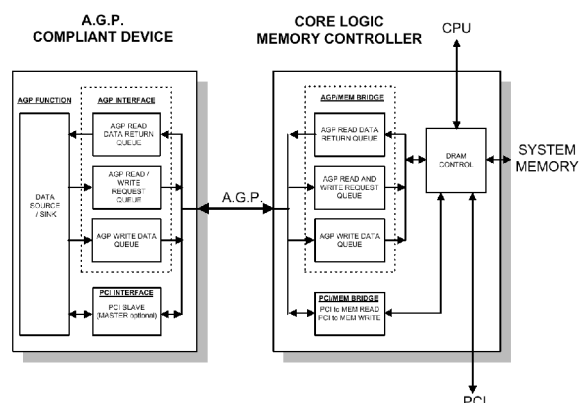 A.G.P.
COMPLIANT DEVICE
CORE LOGIC
MEMORY CONTROLLER
CPU
AGP FUNCTION
AGP INTERFACE
AGP READ
DATA RETURN
QUEUE
AGP READ /
WRITE
REQUEST
QUEUE
AGP WRITE DATA
QUEUE
DATA
SOURCE
/ SINK
PCI INTERFACE
PCI SLAVE
(MASTER optional)
A.G.P.
AGP/MEM BRIDGE
AGP READ DATA
RETURN QUEUE
AGP READ AND
WRITE REQUEST
QUEUE
AGP WRITE DATA
QUEUE
PCI/MEM BRIDGE
PCI to MEM READ
PCI to MEM WRITE
DRAM
CONTROL
SYSTEM
MEMORY
PCI